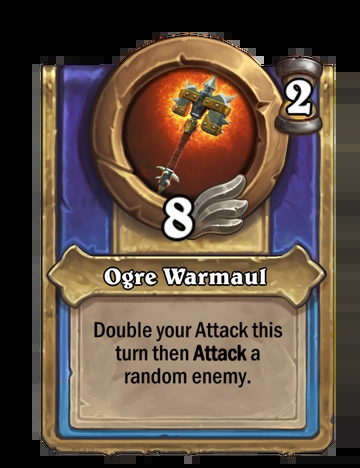 2
8
Ogre Warmaul
Double your Attack this
turn then Attack a
random enemy.